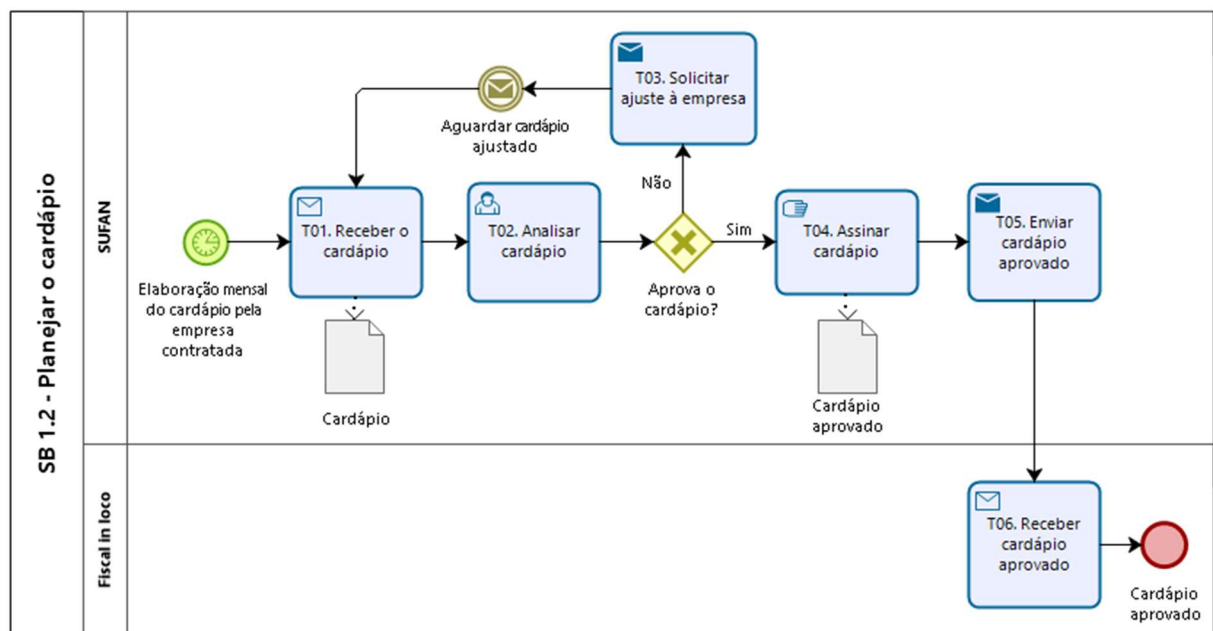 SB 1.2 - Planejar o cardápio
SUFAN
Elaboração mensal
do cardápio pela
empresa
contratada
T01. Receber o
cardápio
Cardápio
T02. Analisar
cardápio
Aprova o
cardápio?
Não
T03. Solicitar
ajuste à empresa
Aguardar cardápio
ajustado
Sim
T04. Assinar
cardápio
Cardápio
aprovado
T05. Enviar
cardápio
aprovado
Fiscal in loco
T06. Receber
cardápio
aprovado
Cardápio
aprovado